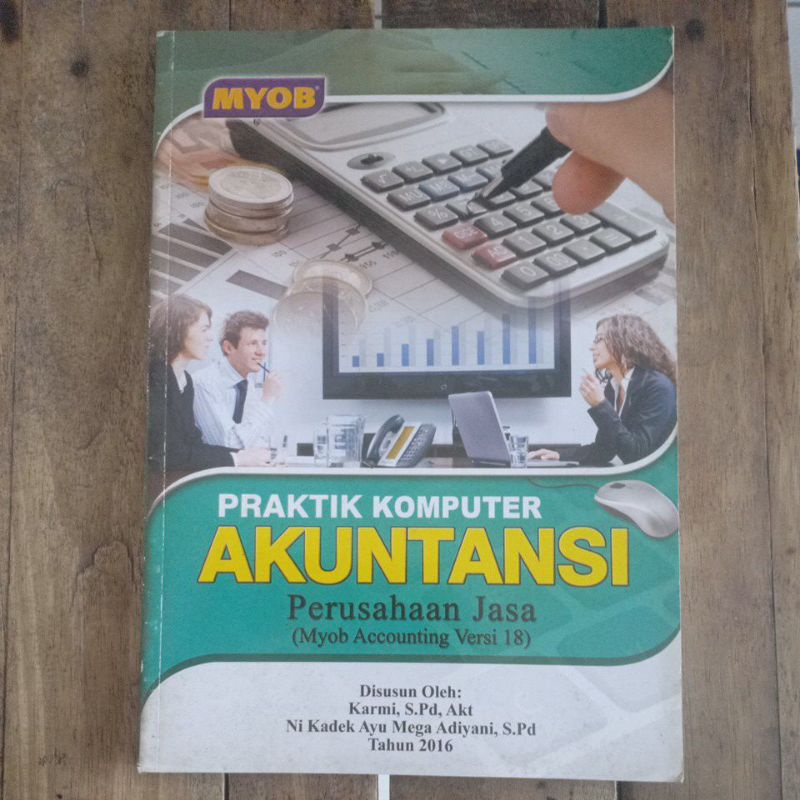 MYOB
PRAKTIK KOMPUTER
AKUNTANSI
Perusahaan Jasa
(Myob Accounting Versi 18)
Disusun Oleh:
Karmi, S.Pd, Akt
Ni Kadek Ayu Mega Adiyani, S.Pd
Tahun 2016